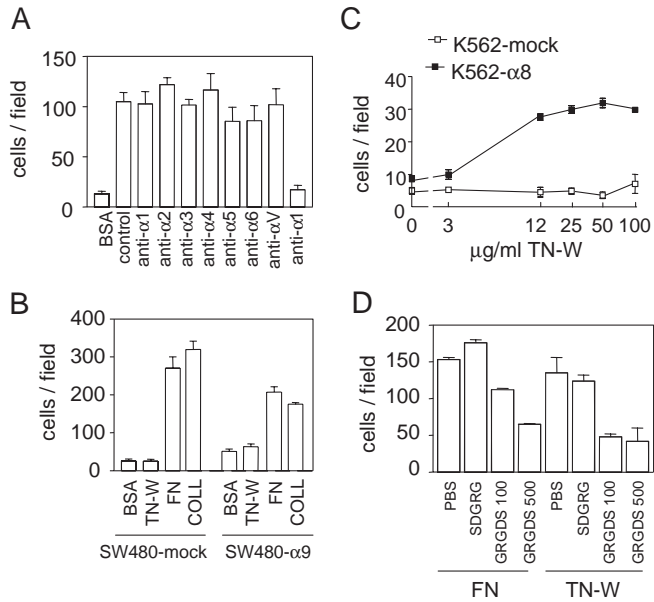 A
cells / field
150
100
50
0
BSA
control
anti-α1
anti-α2
anti-α3
anti-α4
anti-α5
anti-α6
anti-αV
anti-α1
B
cells / field
400
300
200
100
0
BSA
TN-W
FN
COLL
BSA
TN-W
FN
COLL
SW480-mock
SW480-α9
C
K562-mock
K562-α8
cells / field
40
30
20
10
0
0
3
12
25
50
100
μg/ml TN-W
D
cells / field
200
150
100
50
0
PBS
SDGRG
GRGDS 100
GRGDS 500
PBS
SDGRG
GRGDS 100
GRGDS 500
FN
TN-W